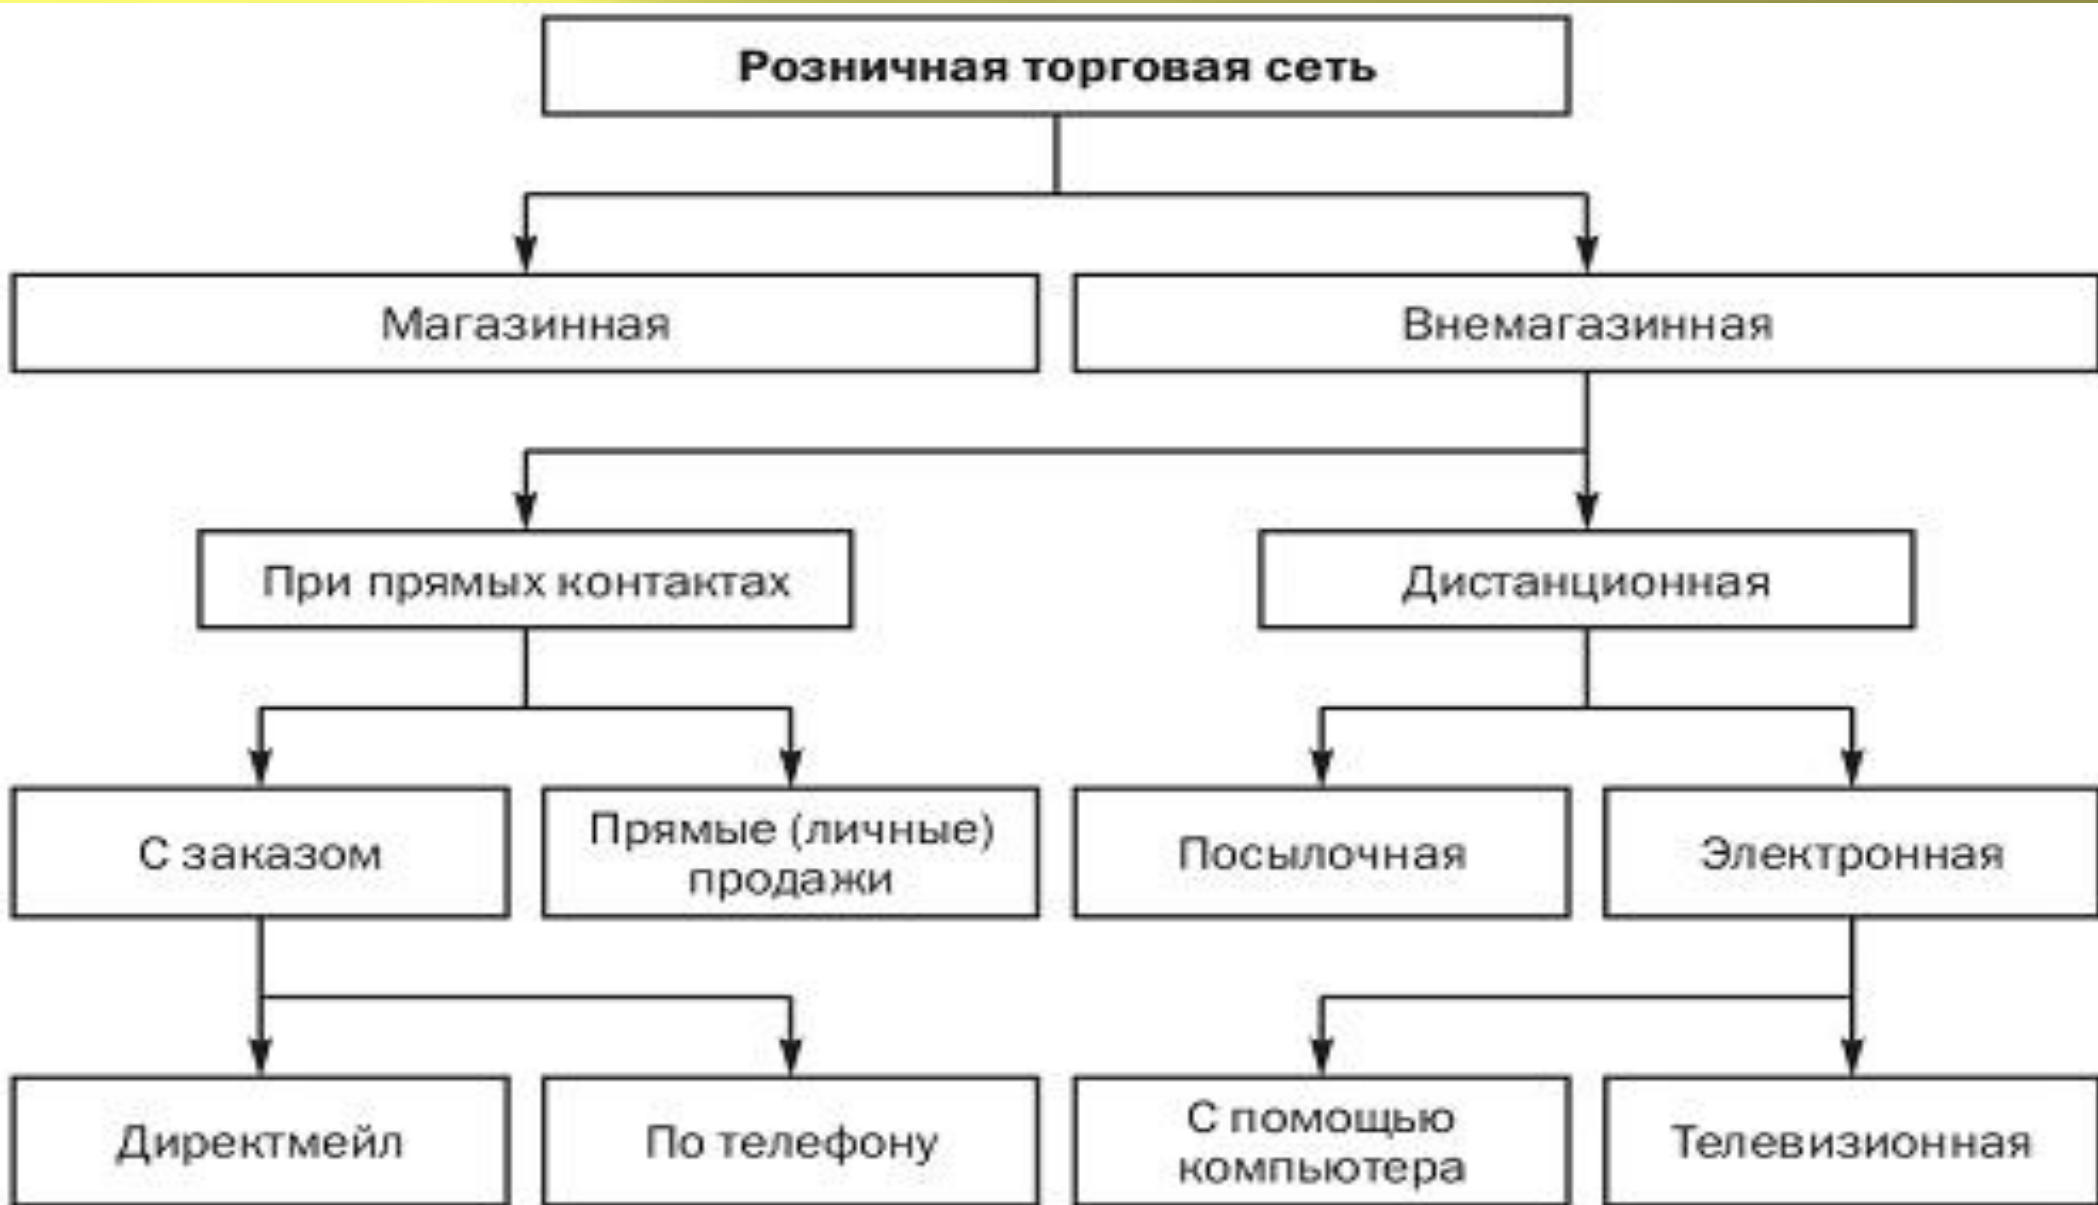 Розничная торговая сеть
Магазинная
Внемагазинная
При прямых контактах
Дистанционная
С заказом
Прямые (личные)
продажи
Посылочная
Электронная
Директмейл
По телефону
С помощью
компьютера
Телевизионная